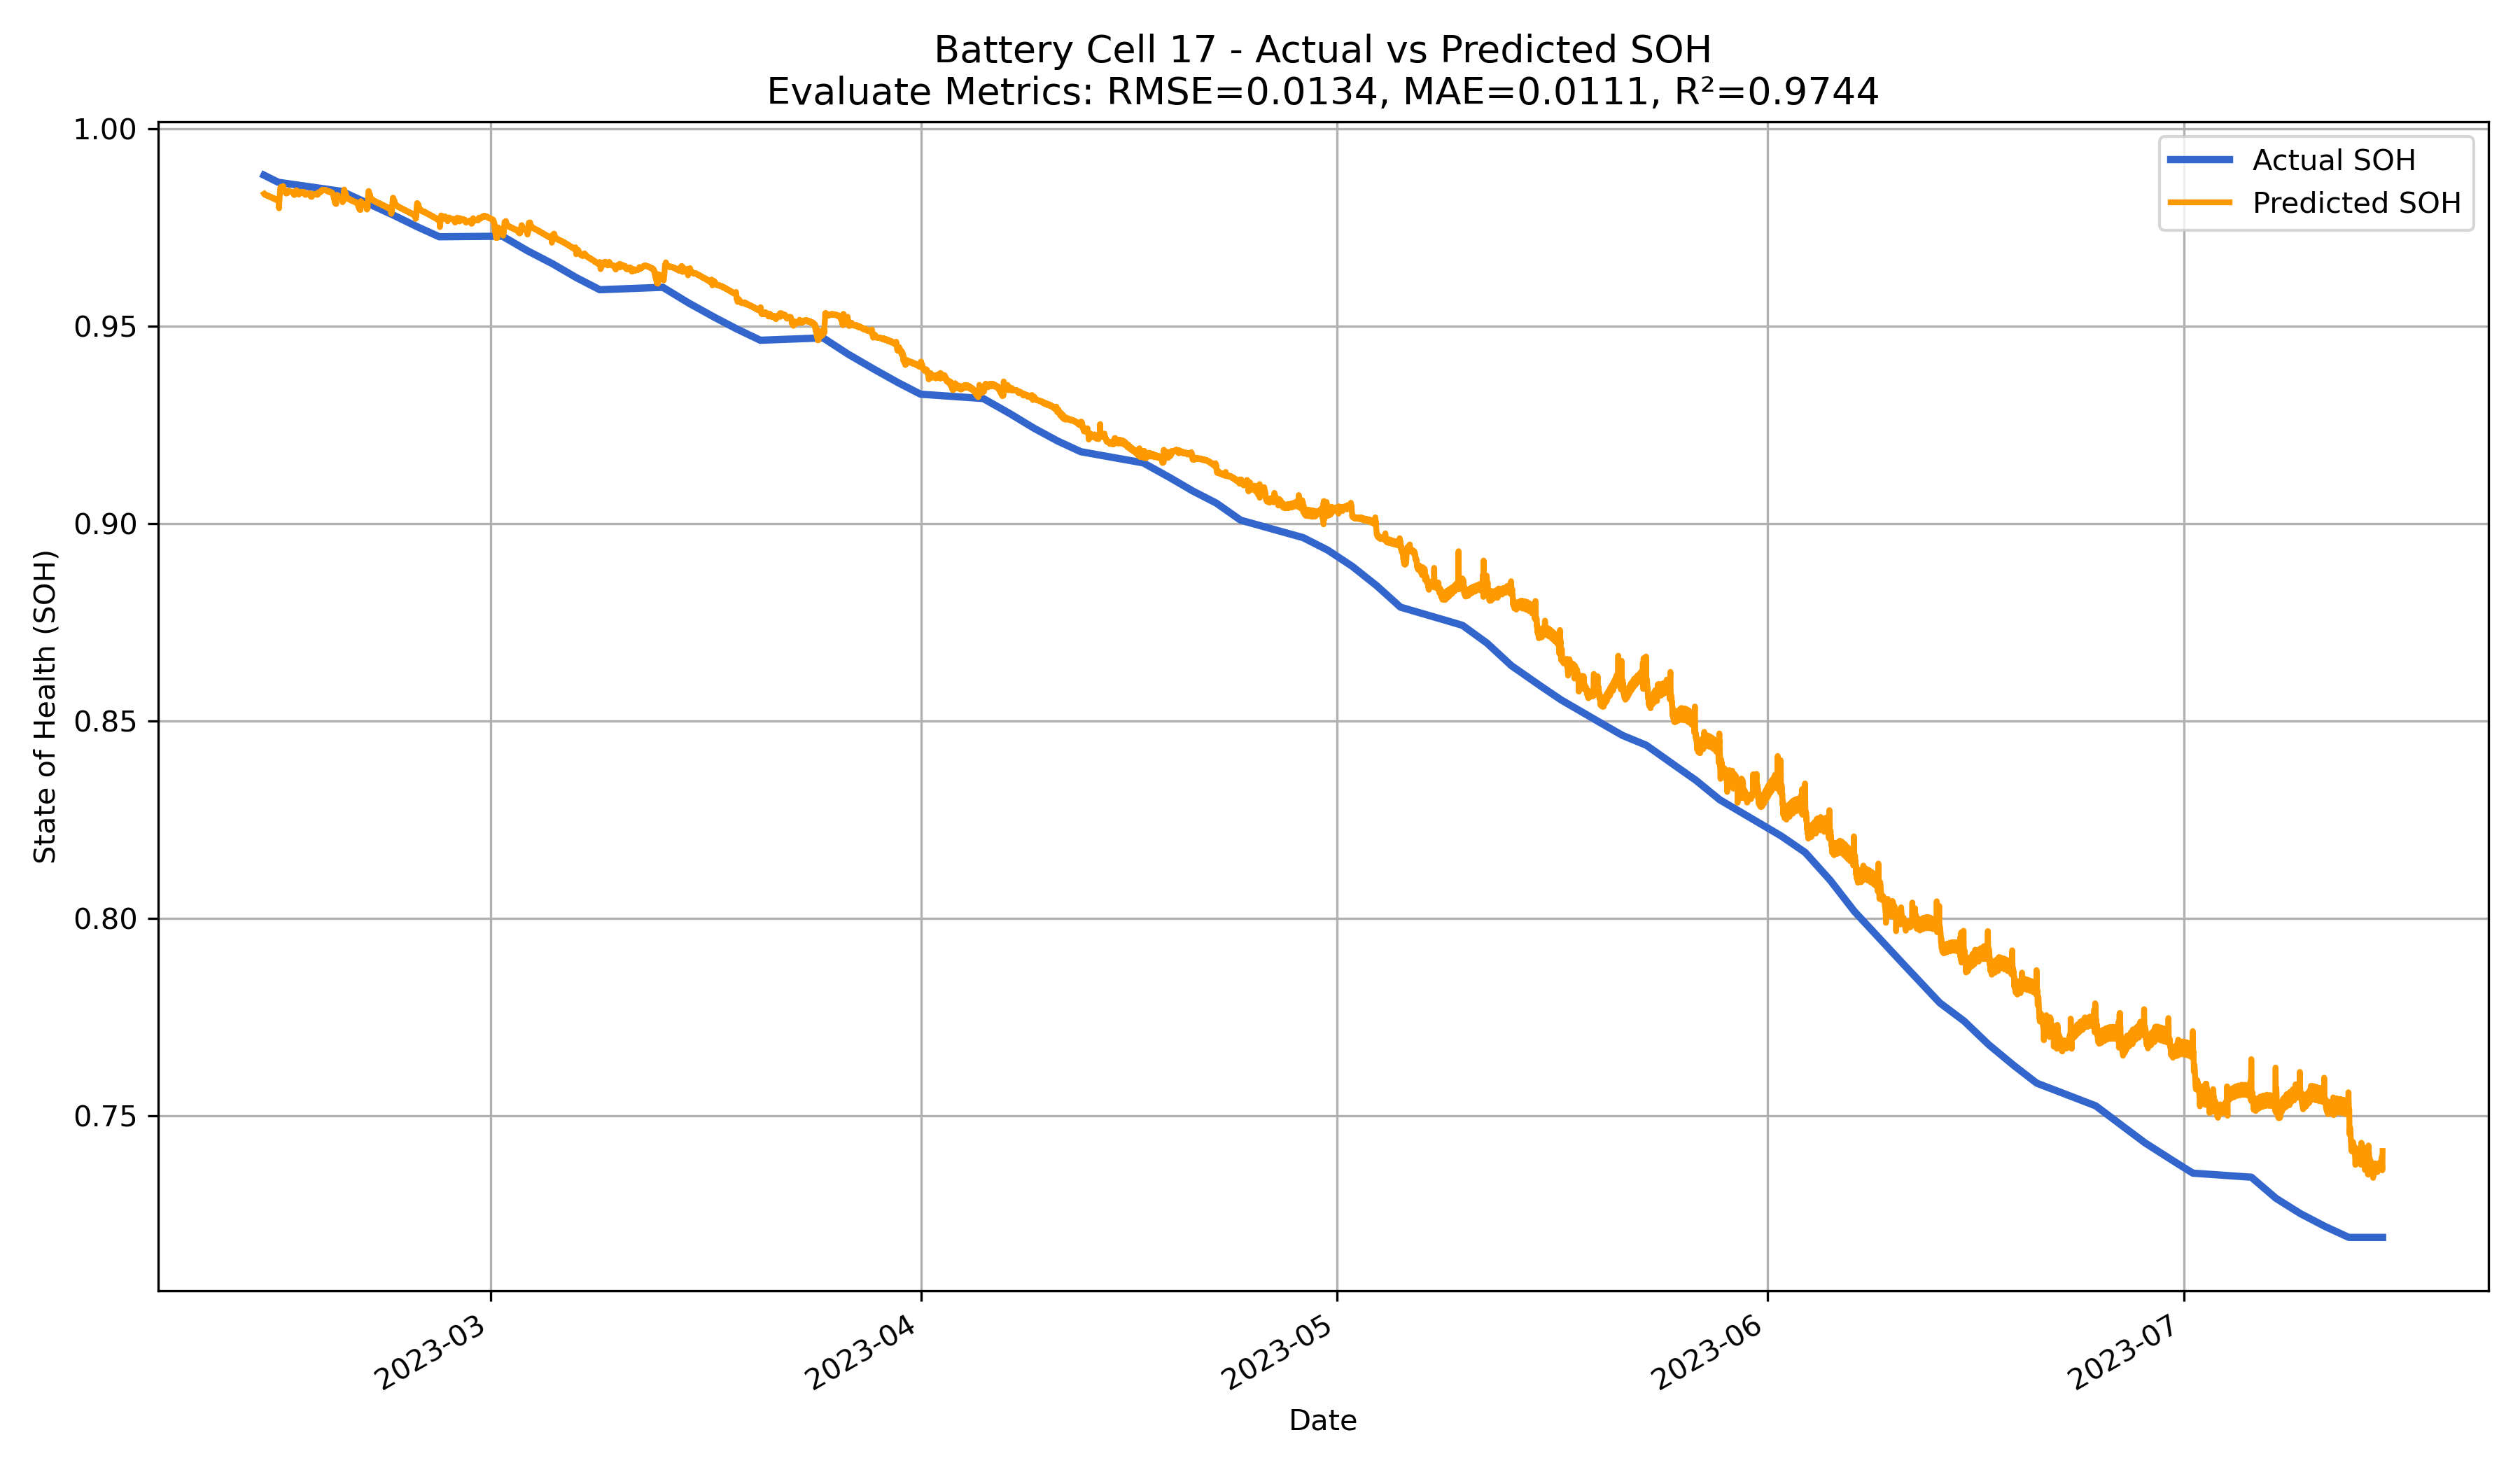 Battery Cell 17 - Actual vs Predicted SOH
Evaluate Metrics: RMSE=0.0134, MAE=0.0111, R²=0.9744
Actual SOH
Predicted SOH
State of Health (SOH)
1.00
0.95
0.90
0.85
0.80
0.75
2023-03
2023-04
2023-05
2023-06
2023-07
Date